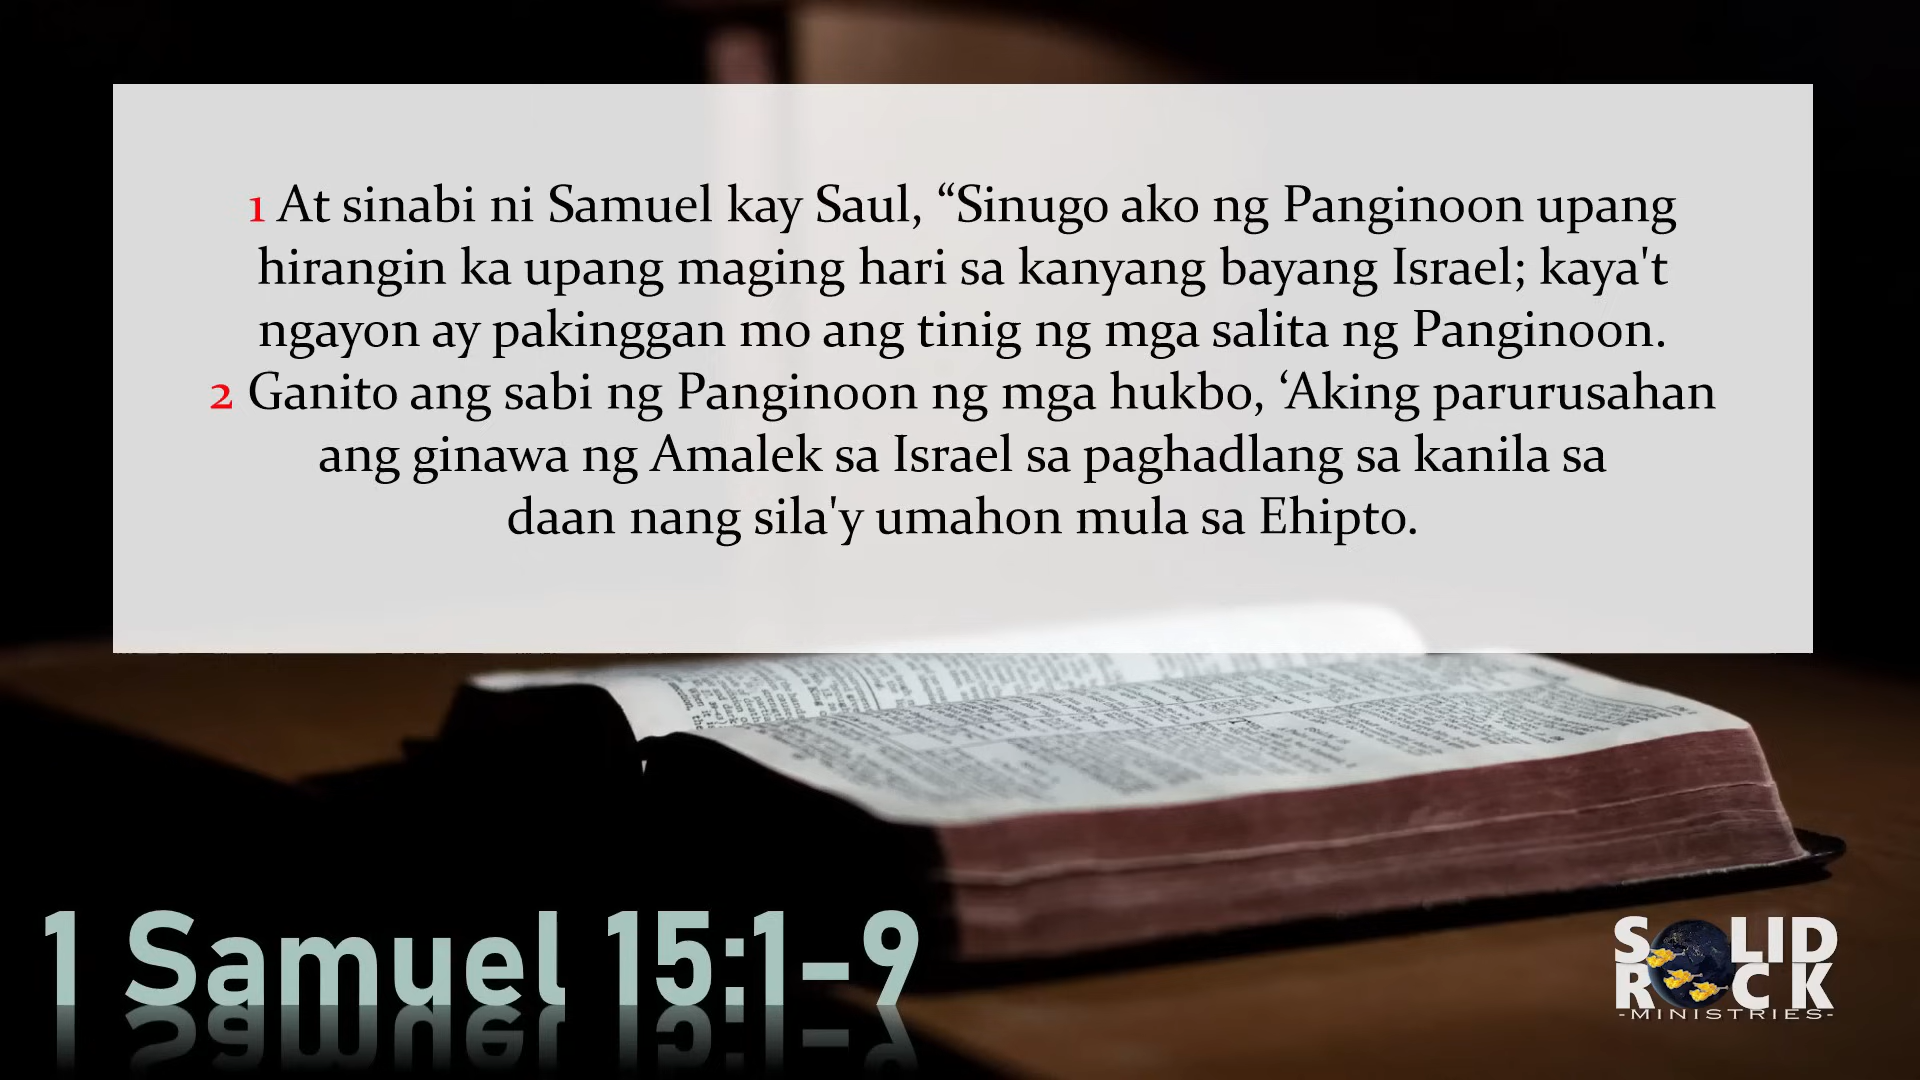 1 At sinabi ni Samuel kay Saul, “Sinugo ako ng Panginoon upang
hirangin ka upang maging hari sa kanyang bayang Israel; kaya't
ngayon ay pakinggan mo ang tinig ng mga salita ng Panginoon.
2 Ganito ang sabi ng Panginoon ng mga hukbo, ‘Aking parurusahan
ang ginawa ng Amalek sa Israel sa paghadlang sa kanila sa
daan nang sila'y umahon mula sa Ehipto.
1 Samuel 15:1-9
SOLID
ROCK
-MINISTRIES-